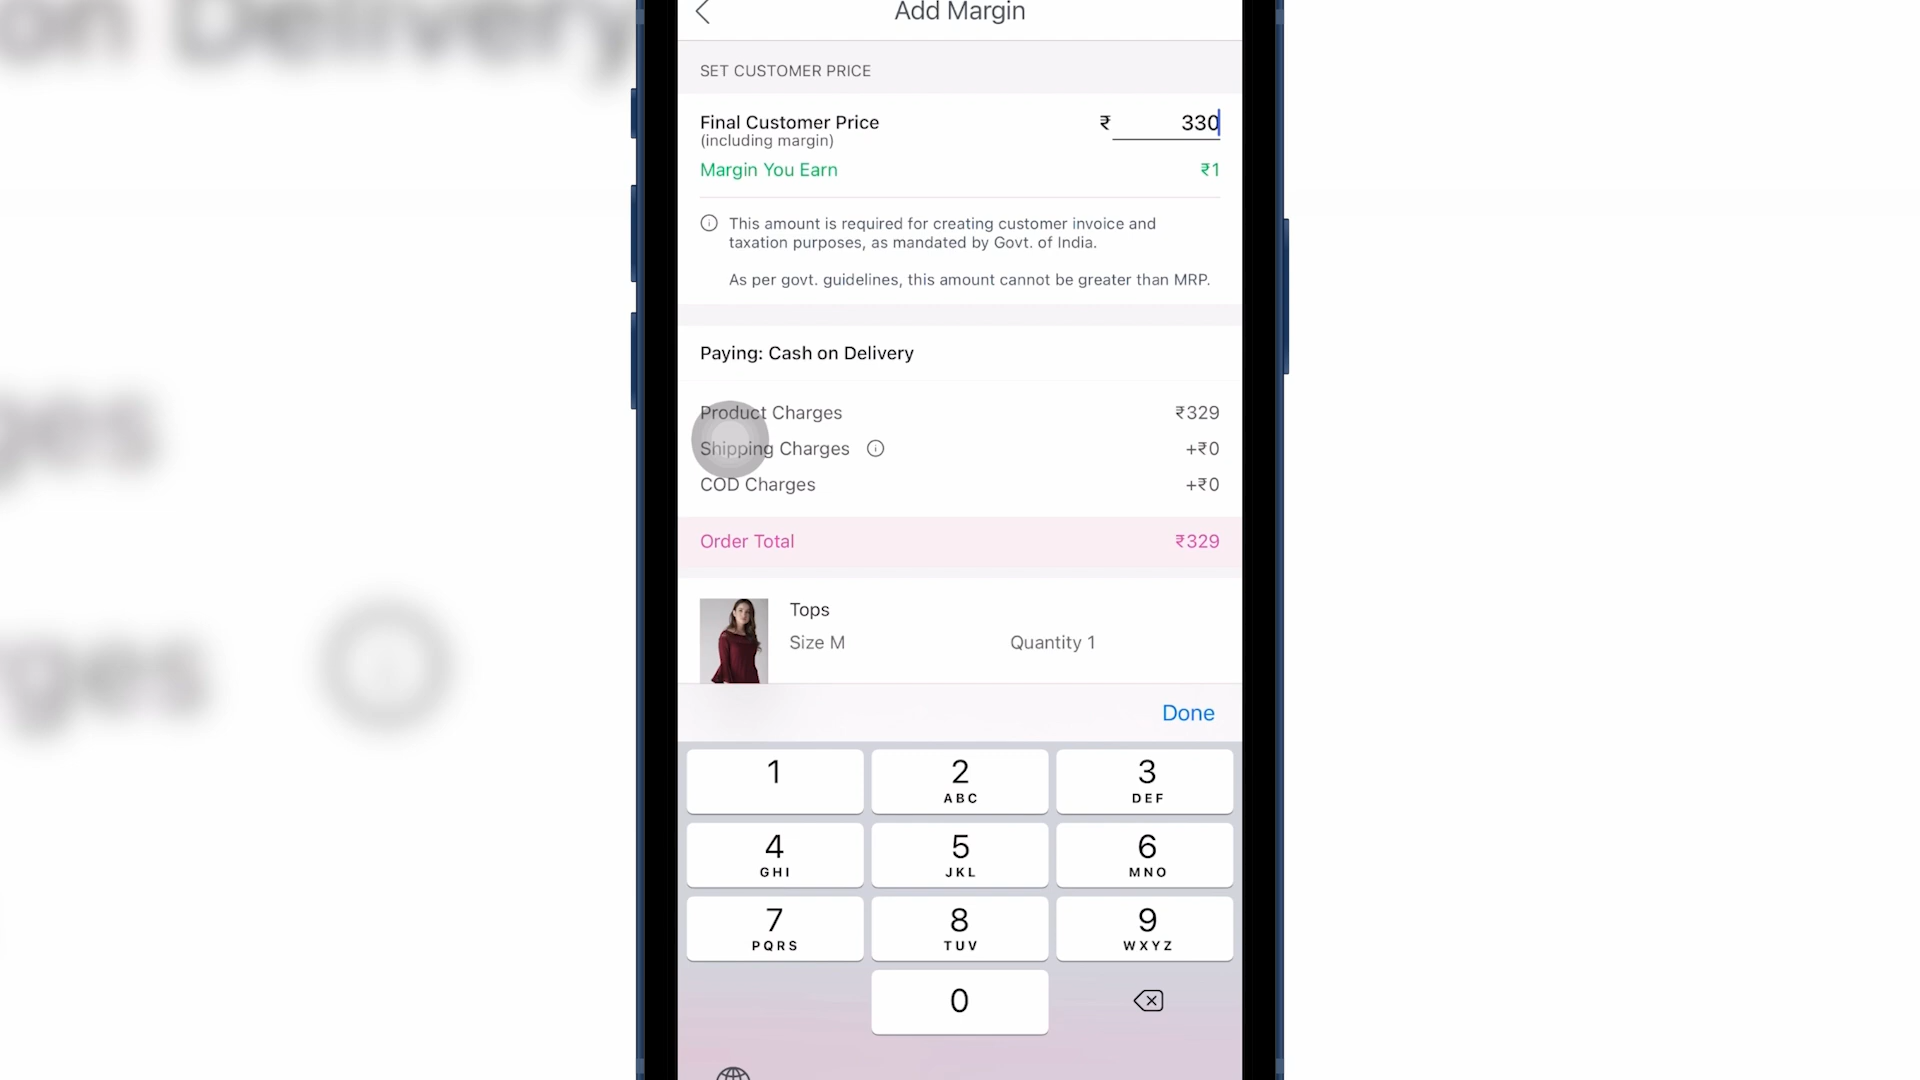 on Delivery
Add Margin
SET CUSTOMER PRICE
Final Customer Price ₹ 330
(including margin)
Margin You Earn ₹1
This amount is required for creating customer invoice and
taxation purposes, as mandated by Govt. of India.
As per govt. guidelines, this amount cannot be greater than MRP.
Paying: Cash on Delivery
Product Charges ₹329
Shipping Charges +₹0
COD Charges +₹0
Order Total ₹329
Tops
Size M Quantity 1
Done
1 2 3
ABC DEF
4 5 6
GHI JKL MNO
7 8 9
PQRS TUV WXYZ
0
ges
rges